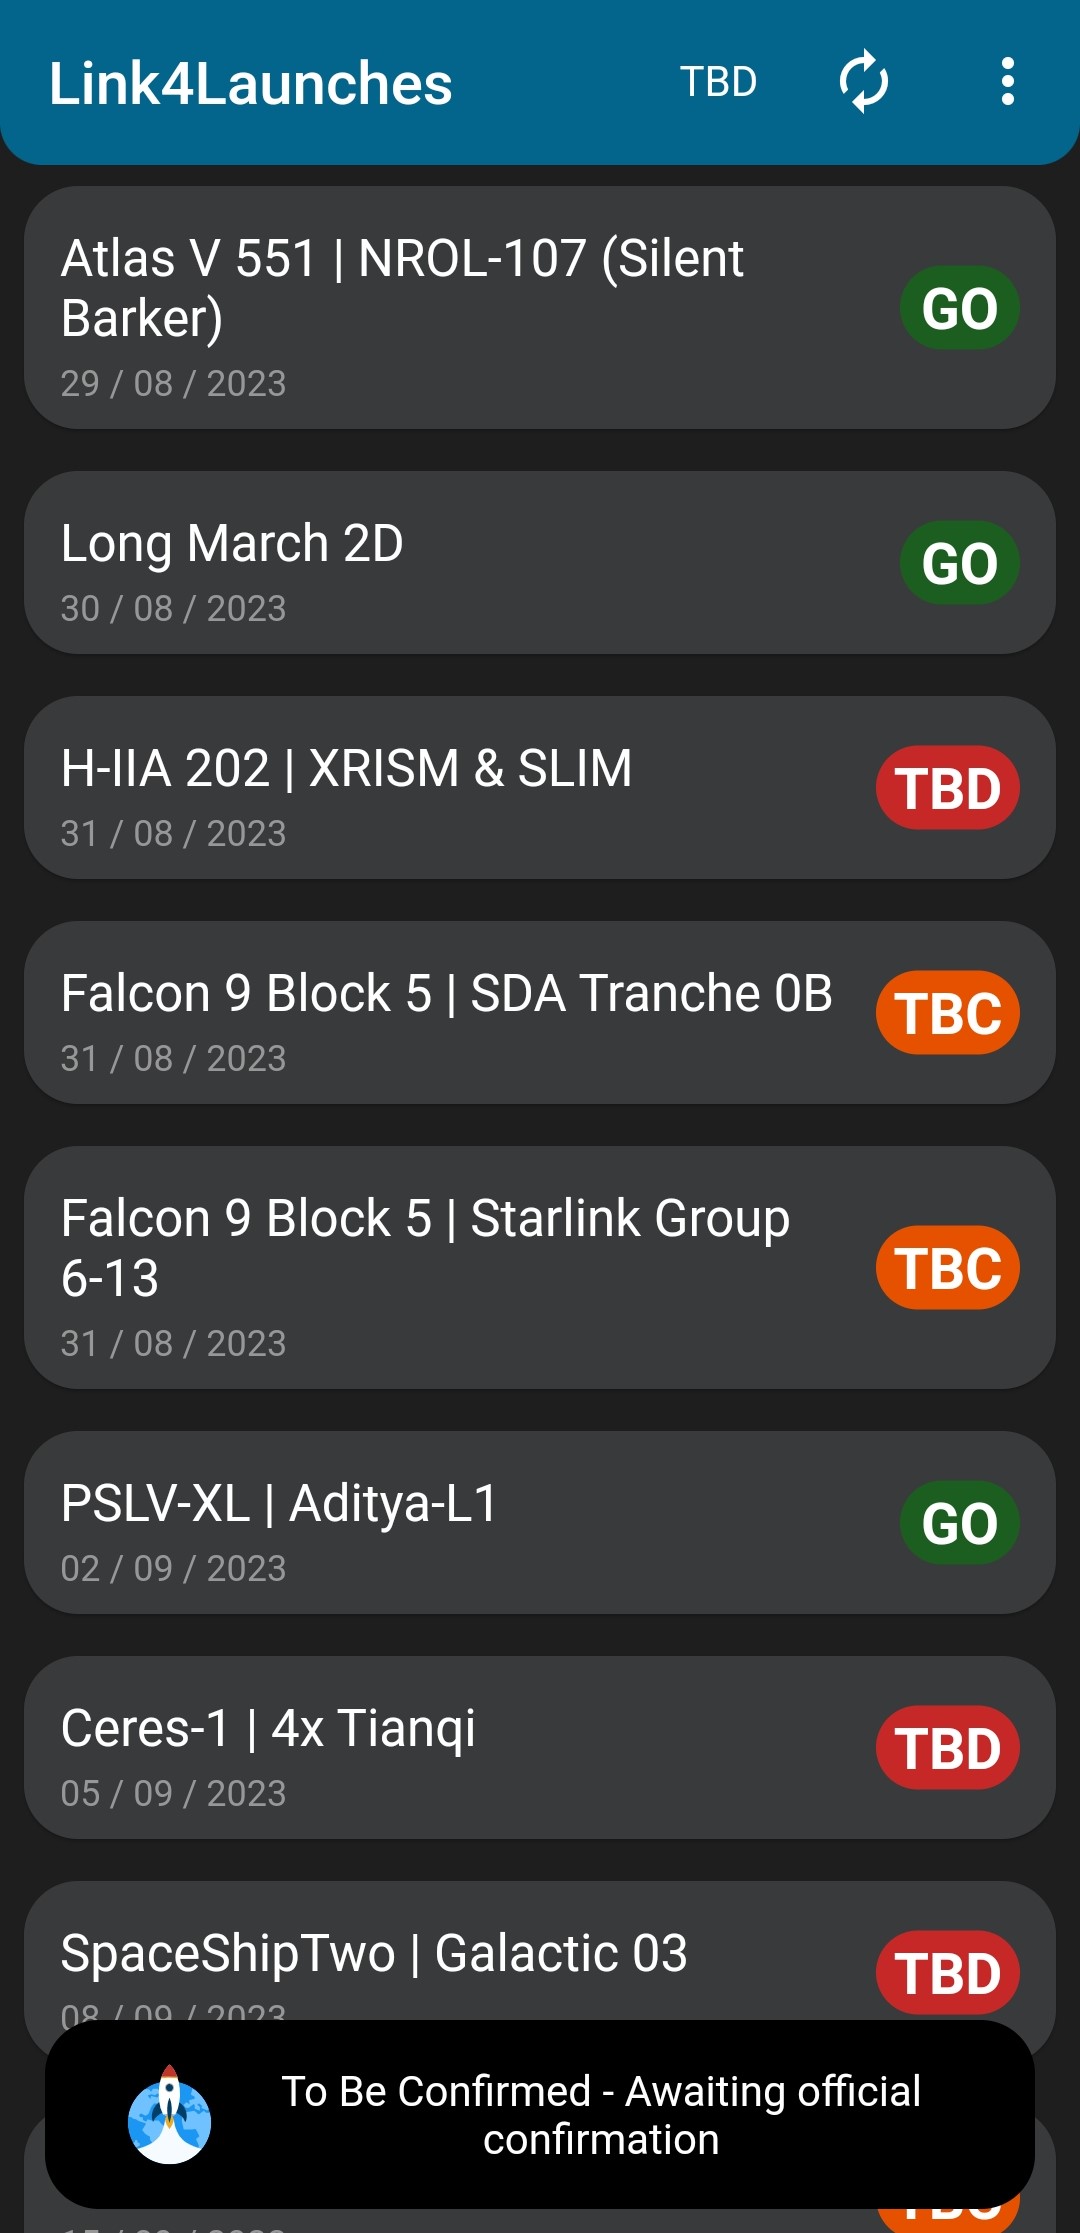 Link4Launches
TBD
Atlas V 551 | NROL-107 (Silent
Barker)
GO
29 / 08 / 2023
Long March 2D
GO
30 / 08 / 2023
H-IIA 202 | XRISM & SLIM
TBD
31 / 08 / 2023
Falcon 9 Block 5 | SDA Tranche 0B
TBC
31 / 08 / 2023
Falcon 9 Block 5 | Starlink Group
6-13
TBC
31 / 08 / 2023
PSLV-XL | Aditya-L1
GO
02 / 09 / 2023
Ceres-1 | 4x Tianqi
TBD
05 / 09 / 2023
SpaceShipTwo | Galactic 03
TBD
08 / 09 / 2023
To Be Confirmed - Awaiting official
confirmation